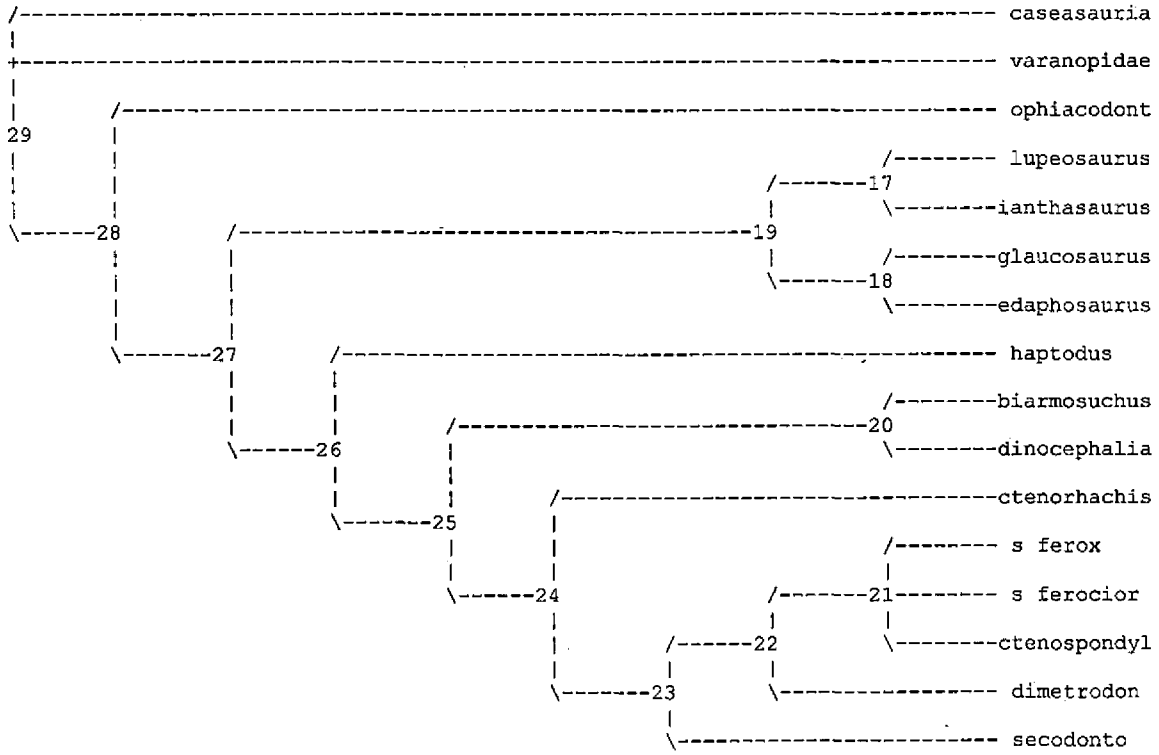 caseasauria
varanopidae
ophiacodont
29
lupeosaurus
17
ianthasaurus
28
19
glaucosaurus
18
edaphosaurus
27
haptodus
biarmosuchus
20
26
dinocephalia
ctenorhachis
25
s ferox
24
21
s ferocior
22
ctenospondyl
23
dimetrodon
secodonto